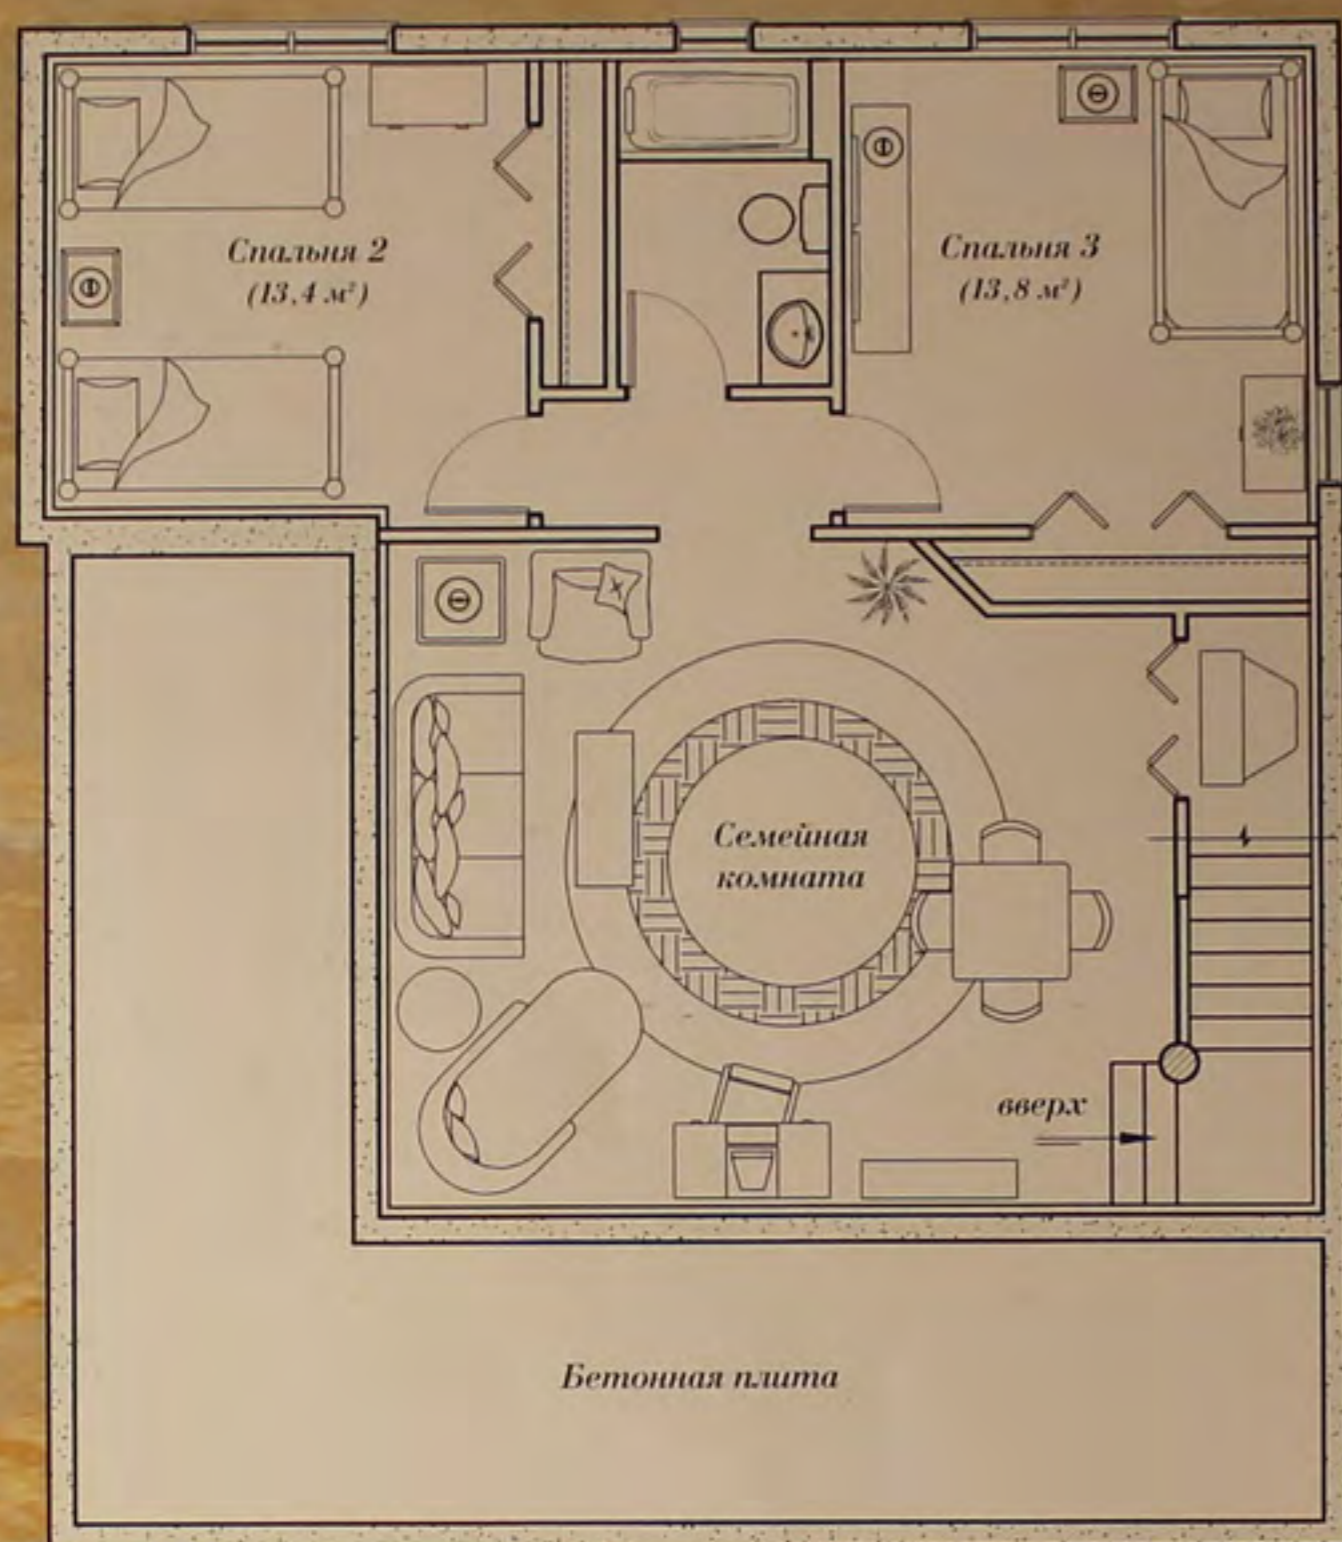 Спальня 2
(13,4 м²)
Спальня 3
(13,8 м²)
Семейная
комната
вверх
Бетонная плита